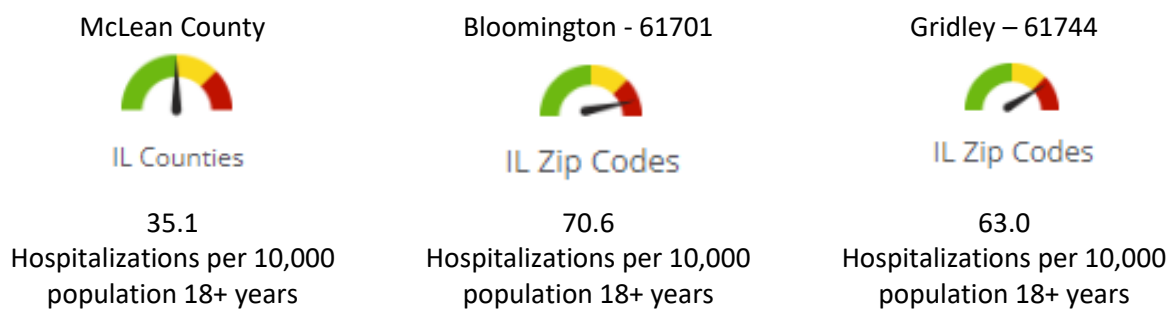 McLean County
IL Counties
35.1
Hospitalizations per 10,000
population 18+ years
Bloomington - 61701
IL Zip Codes
70.6
Hospitalizations per 10,000
population 18+ years
Gridley – 61744
IL Zip Codes
63.0
Hospitalizations per 10,000
population 18+ years